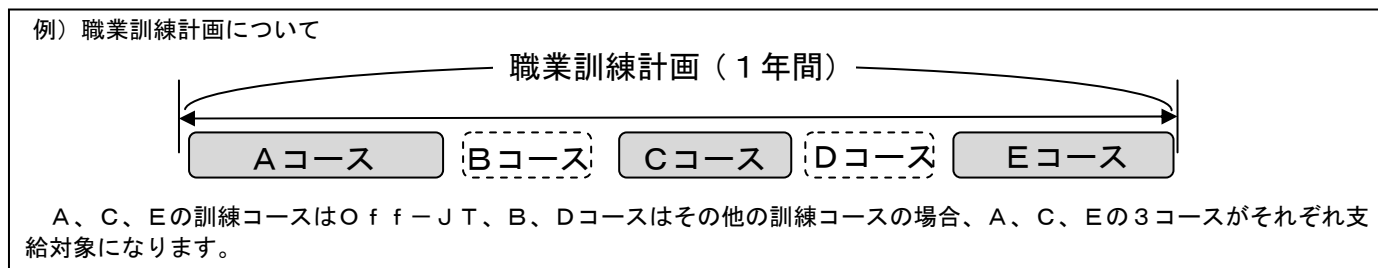 例）職業訓練計画について
職業訓練計画（１年間）
Ａコース Ｂコース Ｃコース Ｄコース Ｅコース
Ａ、Ｃ、Ｅの訓練コースはＯｆｆ－ＪＴ、Ｂ、Ｄコースはその他の訓練コースの場合、Ａ、Ｃ、Ｅの３コースがそれぞれ支
給対象になります。